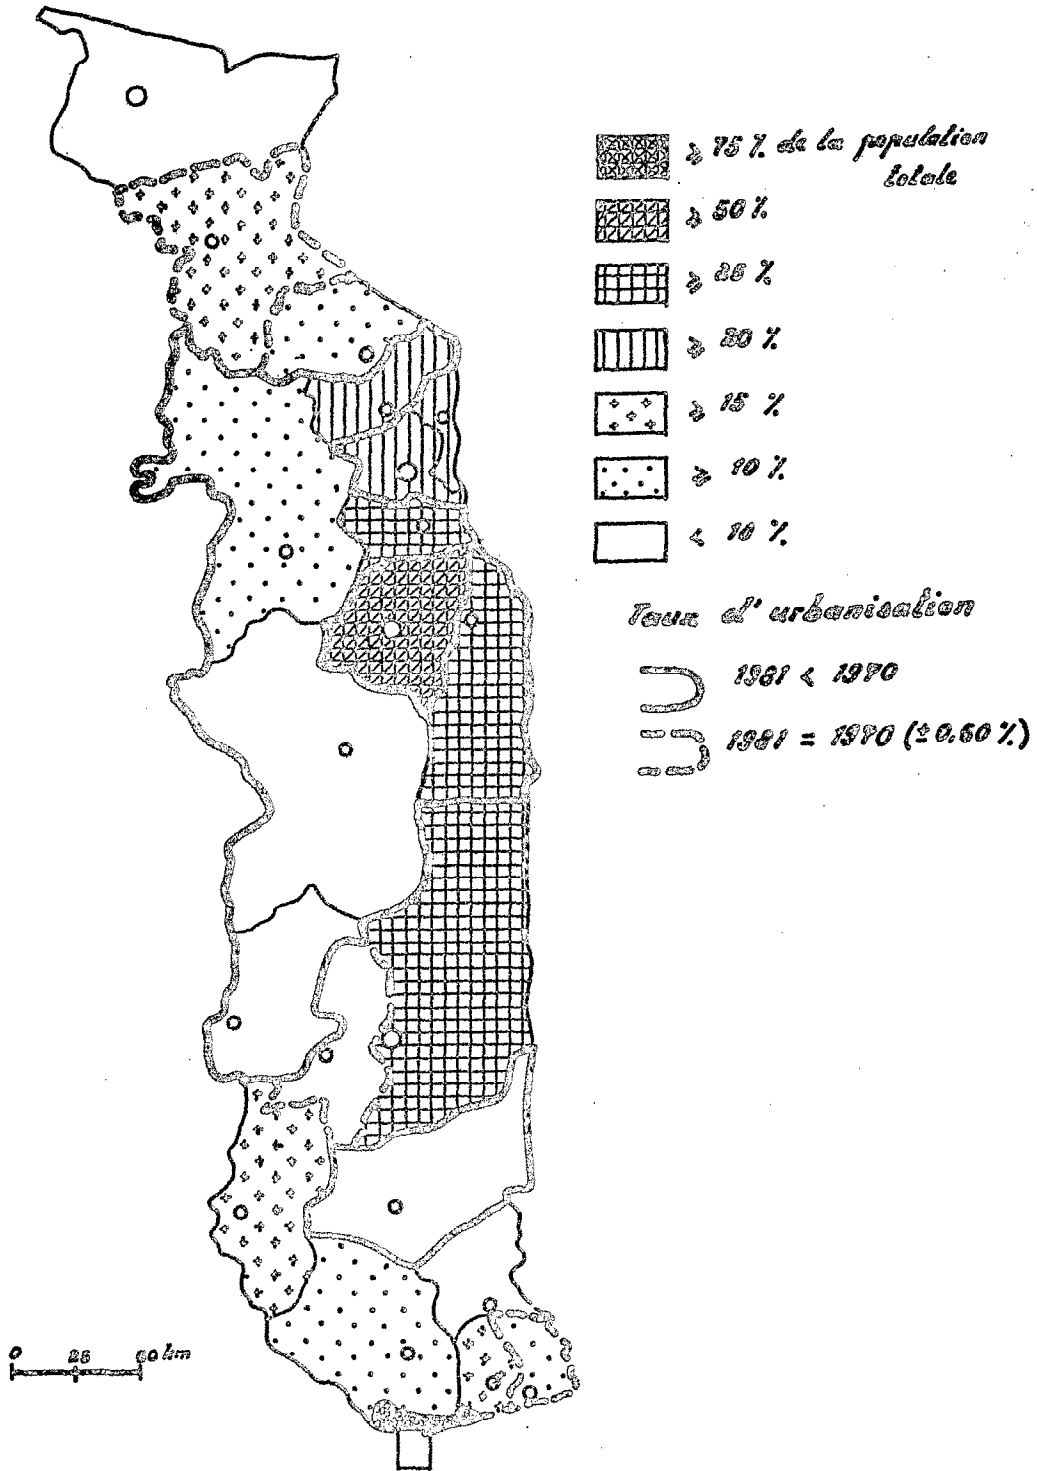 ≥ 75 % de la population
totale
≥ 50 %
≥ 25 %
≥ 20 %
≥ 15 %
≥ 10 %
< 10 %
Taux d'urbanisation
1981 < 1970
1981 = 1970 (± 0.50 %)
0 25 50 km